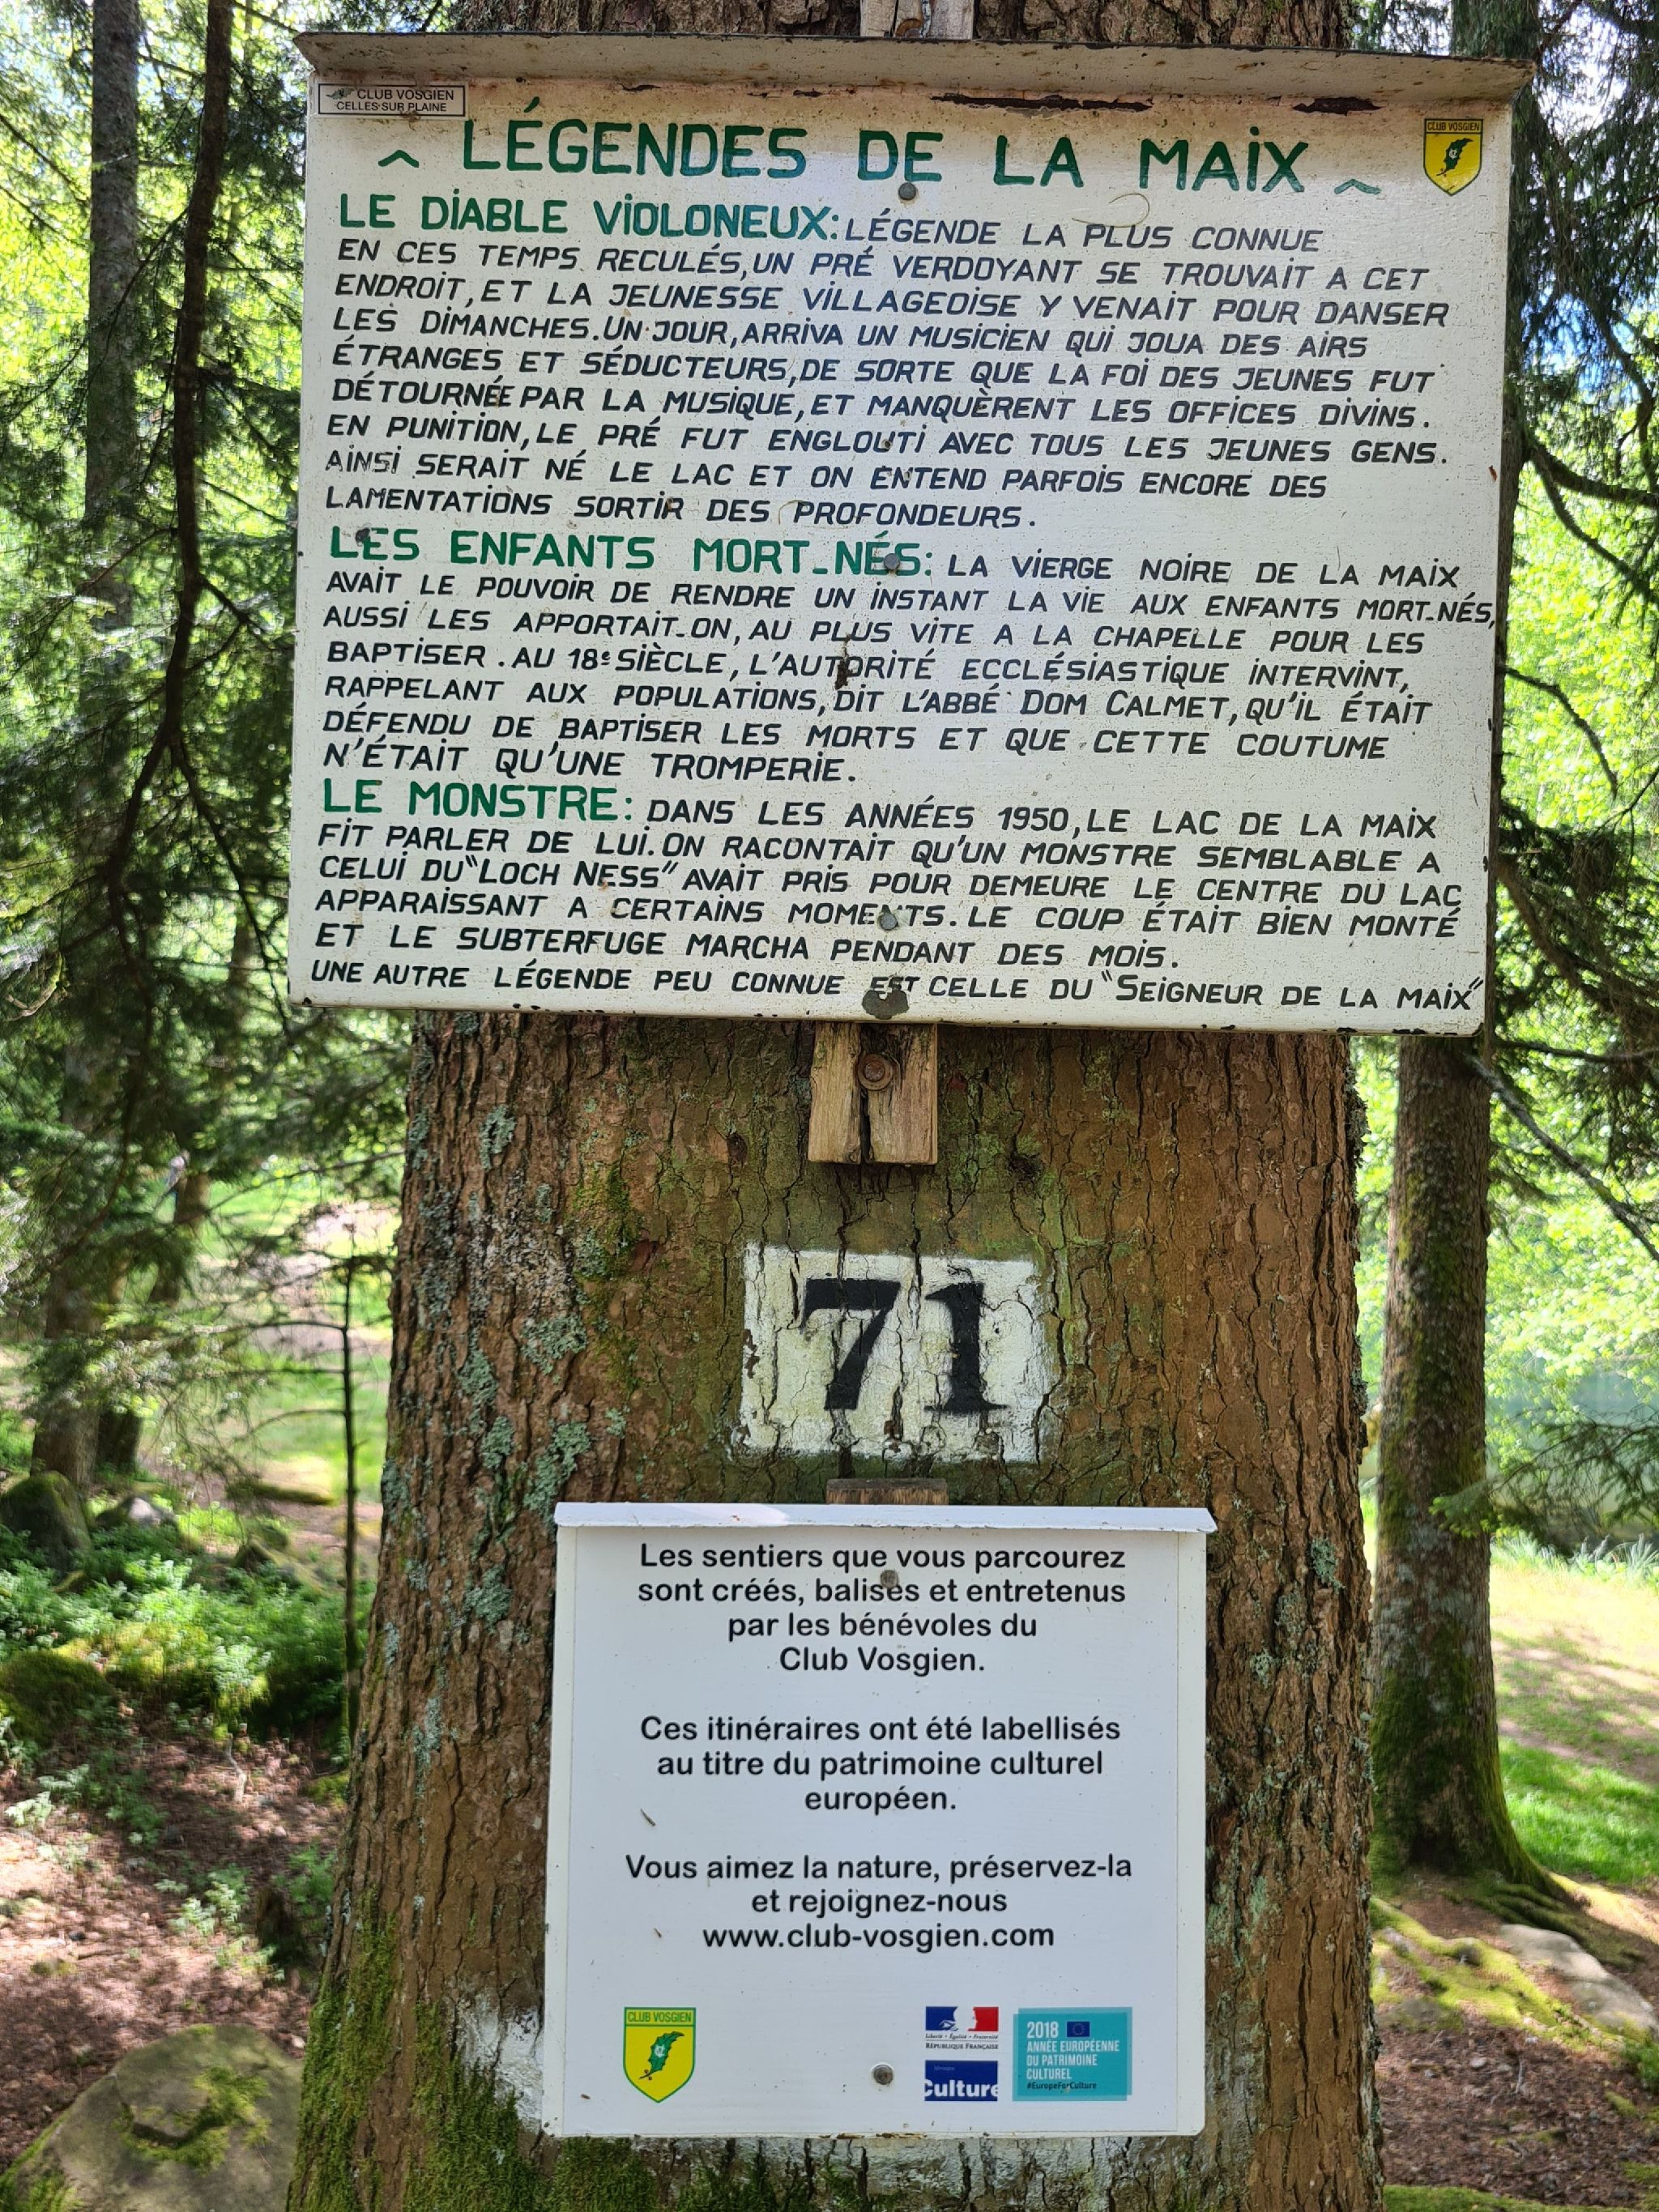 CLUB VOSGIEN
CELLES SUR PLAINE
LÉGENDES DE LA MAIX
CLUB VOSGIEN
LE DIABLE VIOLONEUX: LÉGENDE LA PLUS CONNUE
EN CES TEMPS RECULÉS, UN PRÉ VERDOYANT SE TROUVAIT A CET
ENDROIT, ET LA JEUNESSE VILLAGEOISE Y VENAIT POUR DANSER
LES DIMANCHES. UN JOUR, ARRIVA UN MUSICIEN QUI JOUA DES AIRS
ÉTRANGES ET SÉDUCTEURS, DE SORTE QUE LA FOI DES JEUNES FUT
DÉTOURNÉE PAR LA MUSIQUE, ET MANQUÈRENT LES OFFICES DIVINS.
EN PUNITION, LE PRÉ FUT ENGLOUTI AVEC TOUS LES JEUNES GENS.
AINSI SERAIT NÉ LE LAC ET ON ENTEND PARFOIS ENCORE DES
LAMENTATIONS SORTIR DES PROFONDEURS.
LES ENFANTS MORT-NÉS: LA VIERGE NOIRE DE LA MAIX
AVAIT LE POUVOIR DE RENDRE UN INSTANT LA VIE AUX ENFANTS MORT-NÉS,
AUSSI LES APPORTAIT-ON, AU PLUS VITE A LA CHAPELLE POUR LES
BAPTISER. AU 18e SIÈCLE, L'AUTORITÉ ECCLÉSIASTIQUE INTERVINT,
RAPPELANT AUX POPULATIONS, DIT L'ABBÉ DOM CALMET, QU'IL ÉTAIT
DÉFENDU DE BAPTISER LES MORTS ET QUE CETTE COUTUME
N'ÉTAIT QU'UNE TROMPERIE.
LE MONSTRE: DANS LES ANNÉES 1950, LE LAC DE LA MAIX
FIT PARLER DE LUI. ON RACONTAIT QU'UN MONSTRE SEMBLABLE A
CELUI DU "LOCH NESS" AVAIT PRIS POUR DEMEURE LE CENTRE DU LAC
APPARAISSANT A CERTAINS MOMENTS. LE COUP ÉTAIT BIEN MONTÉ
ET LE SUBTERFUGE MARCHA PENDANT DES MOIS.
UNE AUTRE LÉGENDE PEU CONNUE EST CELLE DU "SEIGNEUR DE LA MAIX"
71
Les sentiers que vous parcourez
sont créés, balisés et entretenus
par les bénévoles du
Club Vosgien.
Ces itinéraires ont été labellisés
au titre du patrimoine culturel
européen.
Vous aimez la nature, préservez-la
et rejoignez-nous
www.club-vosgien.com
CLUB VOSGIEN
Liberté • Égalité • Fraternité
RÉPUBLIQUE FRANÇAISE
Culture
2018
ANNÉE EUROPÉENNE
DU PATRIMOINE
CULTUREL
#EuropeForCulture